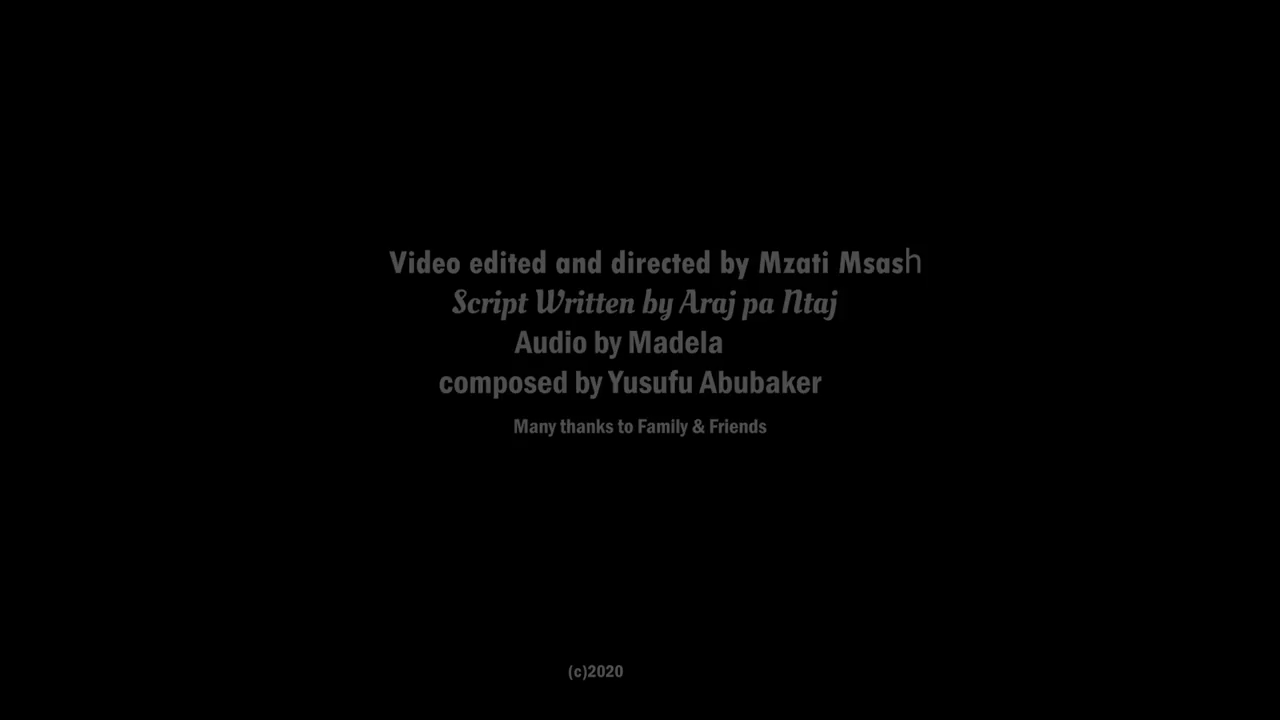 Video edited and directed by Mzati Msash
Script Written by Araj pa Ntaj
Audio by Madela
composed by Yusufu Abubaker
Many thanks to Family & Friends
(c)2020